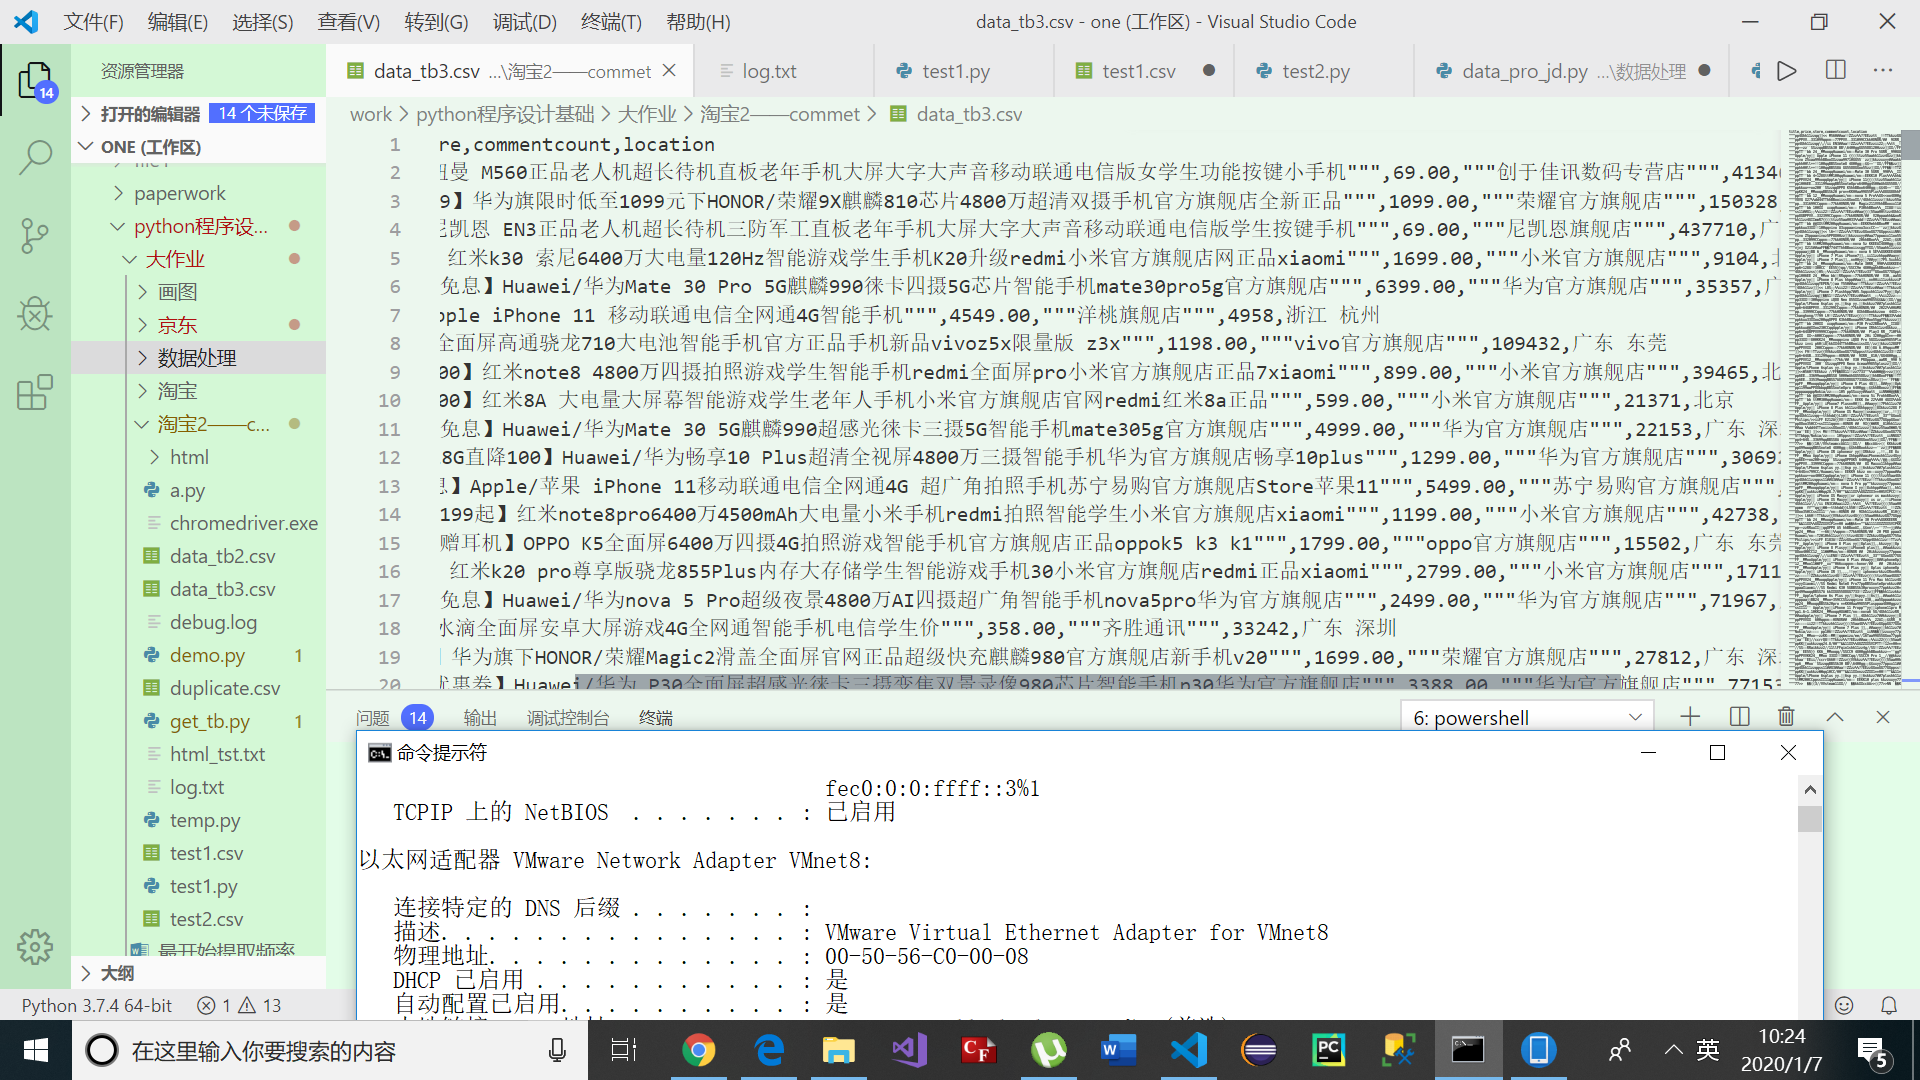 文件(F) 编辑(E) 选择(S) 查看(V) 转到(G) 调试(D) 终端(T) 帮助(H) data_tb3.csv - one (工作区) - Visual Studio Code
14
资源管理器
data_tb3.csv ...\淘宝2——commet log.txt test1.py test1.csv test2.py data_pro_jd.py ...\数据处理
打开的编辑器 14 个未保存
work > python程序设计基础 > 大作业 > 淘宝2——commet > data_tb3.csv
ONE (工作区)
paperwork
python程序设...
大作业
画图
京东
数据处理
淘宝
淘宝2——c...
html
a.py
chromedriver.exe
data_tb2.csv
data_tb3.csv
debug.log
demo.py 1
duplicate.csv
get_tb.py 1
html_tst.txt
log.txt
temp.py
test1.csv
test1.py
test2.csv
最开始提取频率
大纲
1 re,commentcount,location
2 曼 M560正品老人机超长待机直板老年手机大屏大字大声音移动联通电信版女学生功能按键小手机""",69.00,"""创于佳讯数码专营店""",4134
3 9】华为旗限时低至1099元下HONOR/荣耀9X麒麟810芯片4800万超清双摄手机官方旗舰店全新正品""",1099.00,"""荣耀官方旗舰店""",150328,
4 凯恩 EN3正品老人机超长待机三防军工直板老年手机大屏大字大声音移动联通电信版学生按键手机""",69.00,"""尼凯恩旗舰店""",437710,广
5 红米k30 索尼6400万大电量120Hz智能游戏学生手机K20升级redmi小米官方旗舰店网正品xiaomi""",1699.00,"""小米官方旗舰店""",9104,北
6 免息】Huawei/华为Mate 30 Pro 5G麒麟990徕卡四摄5G芯片智能手机mate30pro5g官方旗舰店""",6399.00,"""华为官方旗舰店""",35357,广
7 pple iPhone 11 移动联通电信全网通4G智能手机""",4549.00,"""洋桃旗舰店""",4958,浙江 杭州
8 全面屏高通骁龙710大电池智能手机官方正品手机新品vivoz5x限量版 z3x""",1198.00,"""vivo官方旗舰店""",109432,广东 东莞
9 00】红米note8 4800万四摄拍照游戏学生智能手机redmi全面屏pro小米官方旗舰店正品7xiaomi""",899.00,"""小米官方旗舰店""",39465,北
10 00】红米8A 大电量大屏幕智能游戏学生老年人手机小米官方旗舰店官网redmi红米8a正品""",599.00,"""小米官方旗舰店""",21371,北京
11 免息】Huawei/华为Mate 30 5G麒麟990超感光徕卡三摄5G智能手机mate305g官方旗舰店""",4999.00,"""华为官方旗舰店""",22153,广东 深
12 8G直降100】Huawei/华为畅享10 Plus超清全视屏4800万三摄智能手机华为官方旗舰店畅享10plus""",1299.00,"""华为官方旗舰店""",3069
13 息】Apple/苹果 iPhone 11移动联通电信全网通4G 超广角拍照手机苏宁易购官方旗舰店Store苹果11""",5499.00,"""苏宁易购官方旗舰店""",
14 199起】红米note8pro6400万4500mAh大电量小米手机redmi拍照智能学生小米官方旗舰店xiaomi""",1199.00,"""小米官方旗舰店""",42738,
15 赠耳机】OPPO K5全面屏6400万四摄4G拍照游戏智能手机官方旗舰店正品oppok5 k3 k1""",1799.00,"""oppo官方旗舰店""",15502,广东 东莞
16 红米k20 pro尊享版骁龙855Plus内存大存储学生智能游戏手机30小米官方旗舰店redmi正品xiaomi""",2799.00,"""小米官方旗舰店""",1711
17 免息】Huawei/华为nova 5 Pro超级夜景4800万AI四摄超广角智能手机nova5pro华为官方旗舰店""",2499.00,"""华为官方旗舰店""",71967,
18 水滴全面屏安卓大屏游戏4G全网通智能手机电信学生价""",358.00,"""齐胜通讯""",33242,广东 深圳
19 华为旗下HONOR/荣耀Magic2滑盖全面屏官网正品超级快充麒麟980官方旗舰店新手机v20""",1699.00,"""荣耀官方旗舰店""",27812,广东 深
20 优惠券】Huawei/华为 P30全面屏超感光徕卡三摄变焦双景录像980芯片智能手机p30华为官方旗舰店""",3388.00,"""华为官方旗舰店""",77153
问题 14 输出 调试控制台 终端 6: powershell
命令提示符
fec0:0:0:ffff::3%1
TCPIP 上的 NetBIOS . . . . . . . : 已启用
以太网适配器 VMware Network Adapter VMnet8:
连接特定的 DNS 后缀 . . . . . . . :
描述. . . . . . . . . . . . . . . : VMware Virtual Ethernet Adapter for VMnet8
物理地址. . . . . . . . . . . . . : 00-50-56-C0-00-08
DHCP 已启用 . . . . . . . . . . . : 是
自动配置已启用. . . . . . . . . . : 是
Python 3.7.4 64-bit 1 13
在这里输入你要搜索的内容
英
10:24
2020/1/7
5